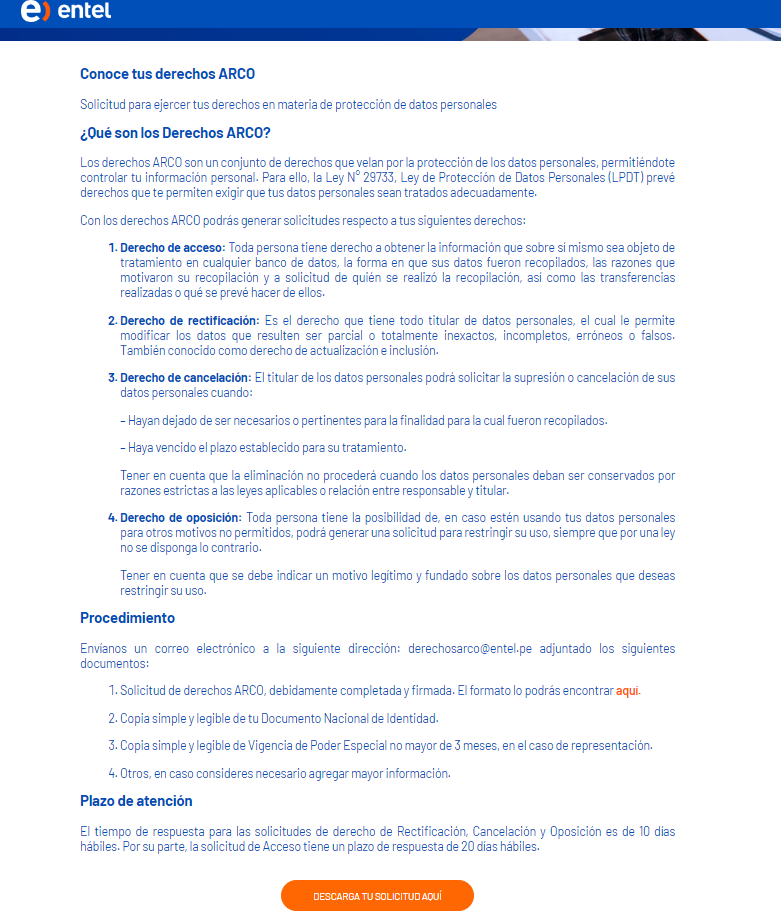 entel
Conoce tus derechos ARCO
Solicitud para ejercer tus derechos en materia de protección de datos personales
¿Qué son los Derechos ARCO?
Los derechos ARCO son un conjunto de derechos que velan por la protección de los datos personales, permitiéndote
controlar tu información personal. Para ello, la Ley N° 29733, Ley de Protección de Datos Personales (LPDT) prevé
derechos que te permiten exigir que tus datos personales sean tratados adecuadamente.
Con los derechos ARCO podrás generar solicitudes respecto a tus siguientes derechos:
1. Derecho de acceso: Toda persona tiene derecho a obtener la información que sobre sí mismo sea objeto de
tratamiento en cualquier banco de datos, la forma en que sus datos fueron recopilados, las razones que
motivaron su recopilación y a solicitud de quién se realizó la recopilación, así como las transferencias
realizadas o qué se prevé hacer de ellos.
2. Derecho de rectificación: Es el derecho que tiene todo titular de datos personales, el cual le permite
modificar los datos que resulten ser parcial o totalmente inexactos, incompletos, erróneos o falsos.
También conocido como derecho de actualización e inclusión.
3. Derecho de cancelación: El titular de los datos personales podrá solicitar la supresión o cancelación de sus
datos personales cuando:
– Hayan dejado de ser necesarios o pertinentes para la finalidad para la cual fueron recopilados.
– Haya vencido el plazo establecido para su tratamiento.
Tener en cuenta que la eliminación no procederá cuando los datos personales deban ser conservados por
razones estrictas a las leyes aplicables o relación entre responsable y titular.
4. Derecho de oposición: Toda persona tiene la posibilidad de, en caso estén usando tus datos personales
para otros motivos no permitidos, podrá generar una solicitud para restringir su uso, siempre que por una ley
no se disponga lo contrario.
Tener en cuenta que se debe indicar un motivo legítimo y fundado sobre los datos personales que deseas
restringir su uso.
Procedimiento
Envíanos un correo electrónico a la siguiente dirección: derechosarco@entel.pe adjuntado los siguientes
documentos:
1. Solicitud de derechos ARCO, debidamente completada y firmada. El formato lo podrás encontrar aquí.
2. Copia simple y legible de tu Documento Nacional de Identidad.
3. Copia simple y legible de Vigencia de Poder Especial no mayor de 3 meses, en el caso de representación.
4. Otros, en caso consideres necesario agregar mayor información.
Plazo de atención
El tiempo de respuesta para las solicitudes de derecho de Rectificación, Cancelación y Oposición es de 10 días
hábiles. Por su parte, la solicitud de Acceso tiene un plazo de respuesta de 20 días hábiles.
DESCARGA TU SOLICITUD AQUÍ